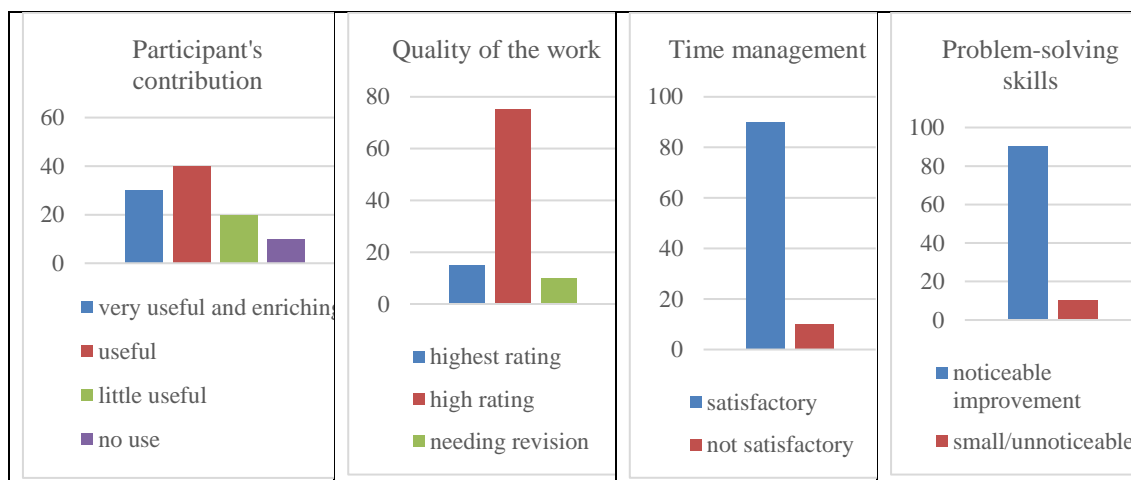 Participant's
contribution
60
40
20
0
very useful and enriching
useful
little useful
no use
Quality of the work
80
60
40
20
0
highest rating
high rating
needing revision
Time management
100
80
60
40
20
0
satisfactory
not satisfactory
Problem-solving
skills
100
80
60
40
20
0
noticeable
improvement
small/unnoticeable